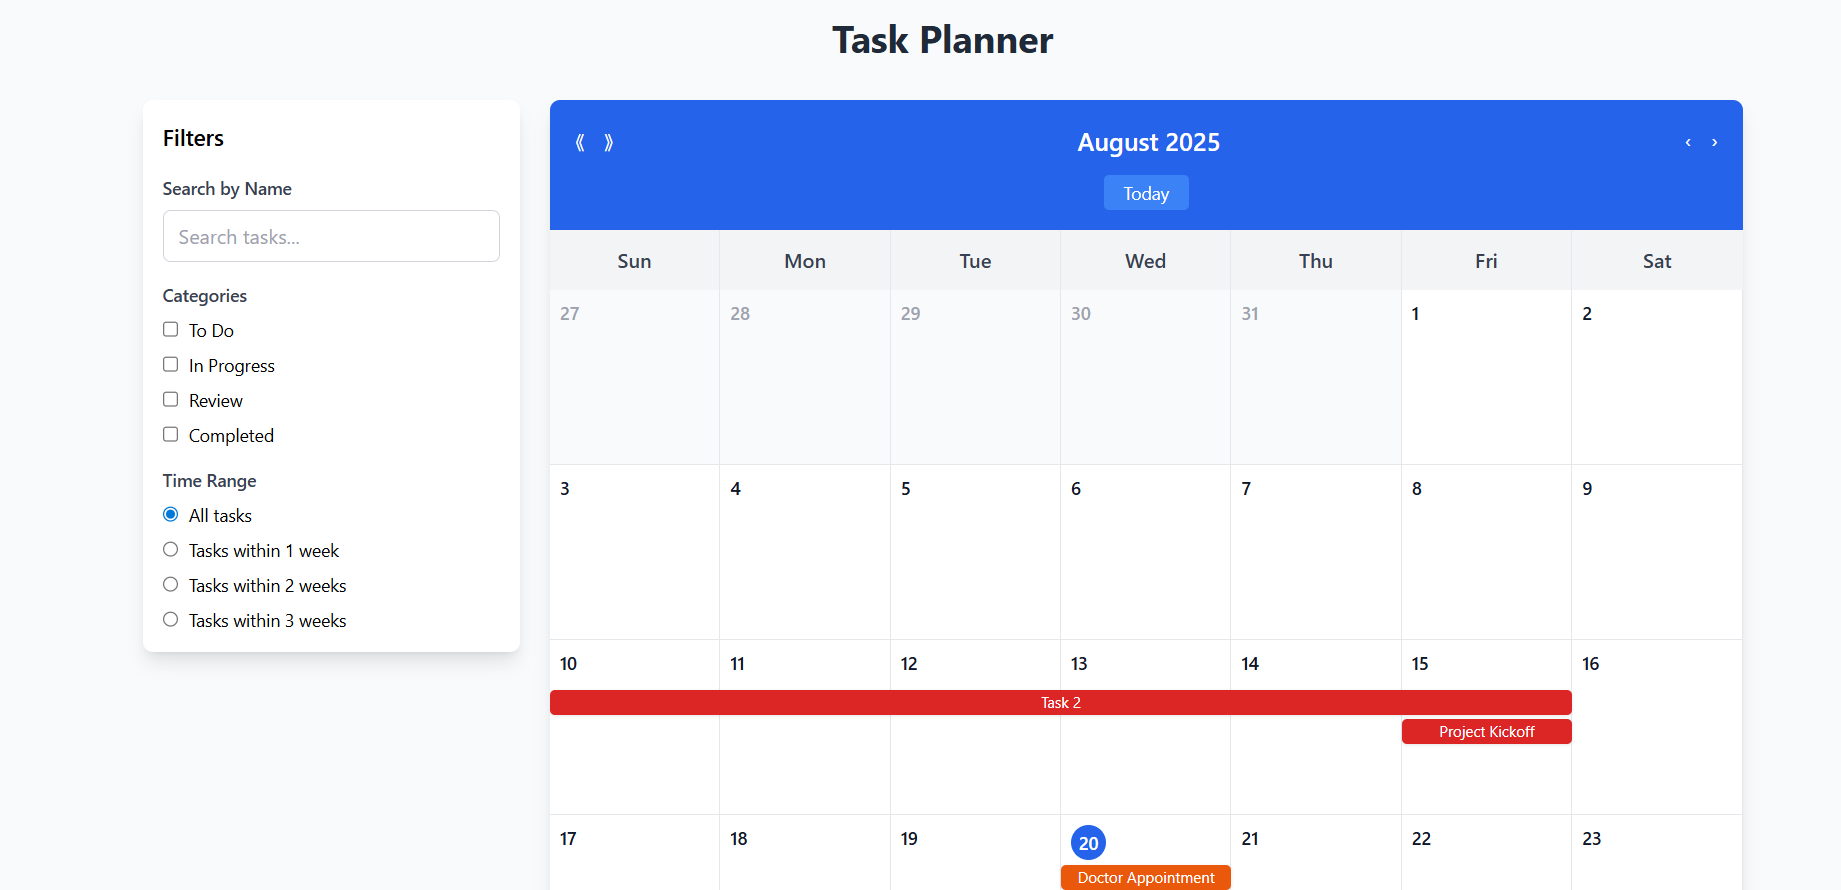 Task Planner
Filters
Search by Name
Search tasks...
Categories
To Do
In Progress
Review
Completed
Time Range
All tasks
Tasks within 1 week
Tasks within 2 weeks
Tasks within 3 weeks
⟪ ⟫ August 2025 ‹ ›
Today
Sun Mon Tue Wed Thu Fri Sat
27 28 29 30 31 1 2
3 4 5 6 7 8 9
10 11 12 13 14 15 16
Task 2
Project Kickoff
17 18 19 20 21 22 23
Doctor Appointment